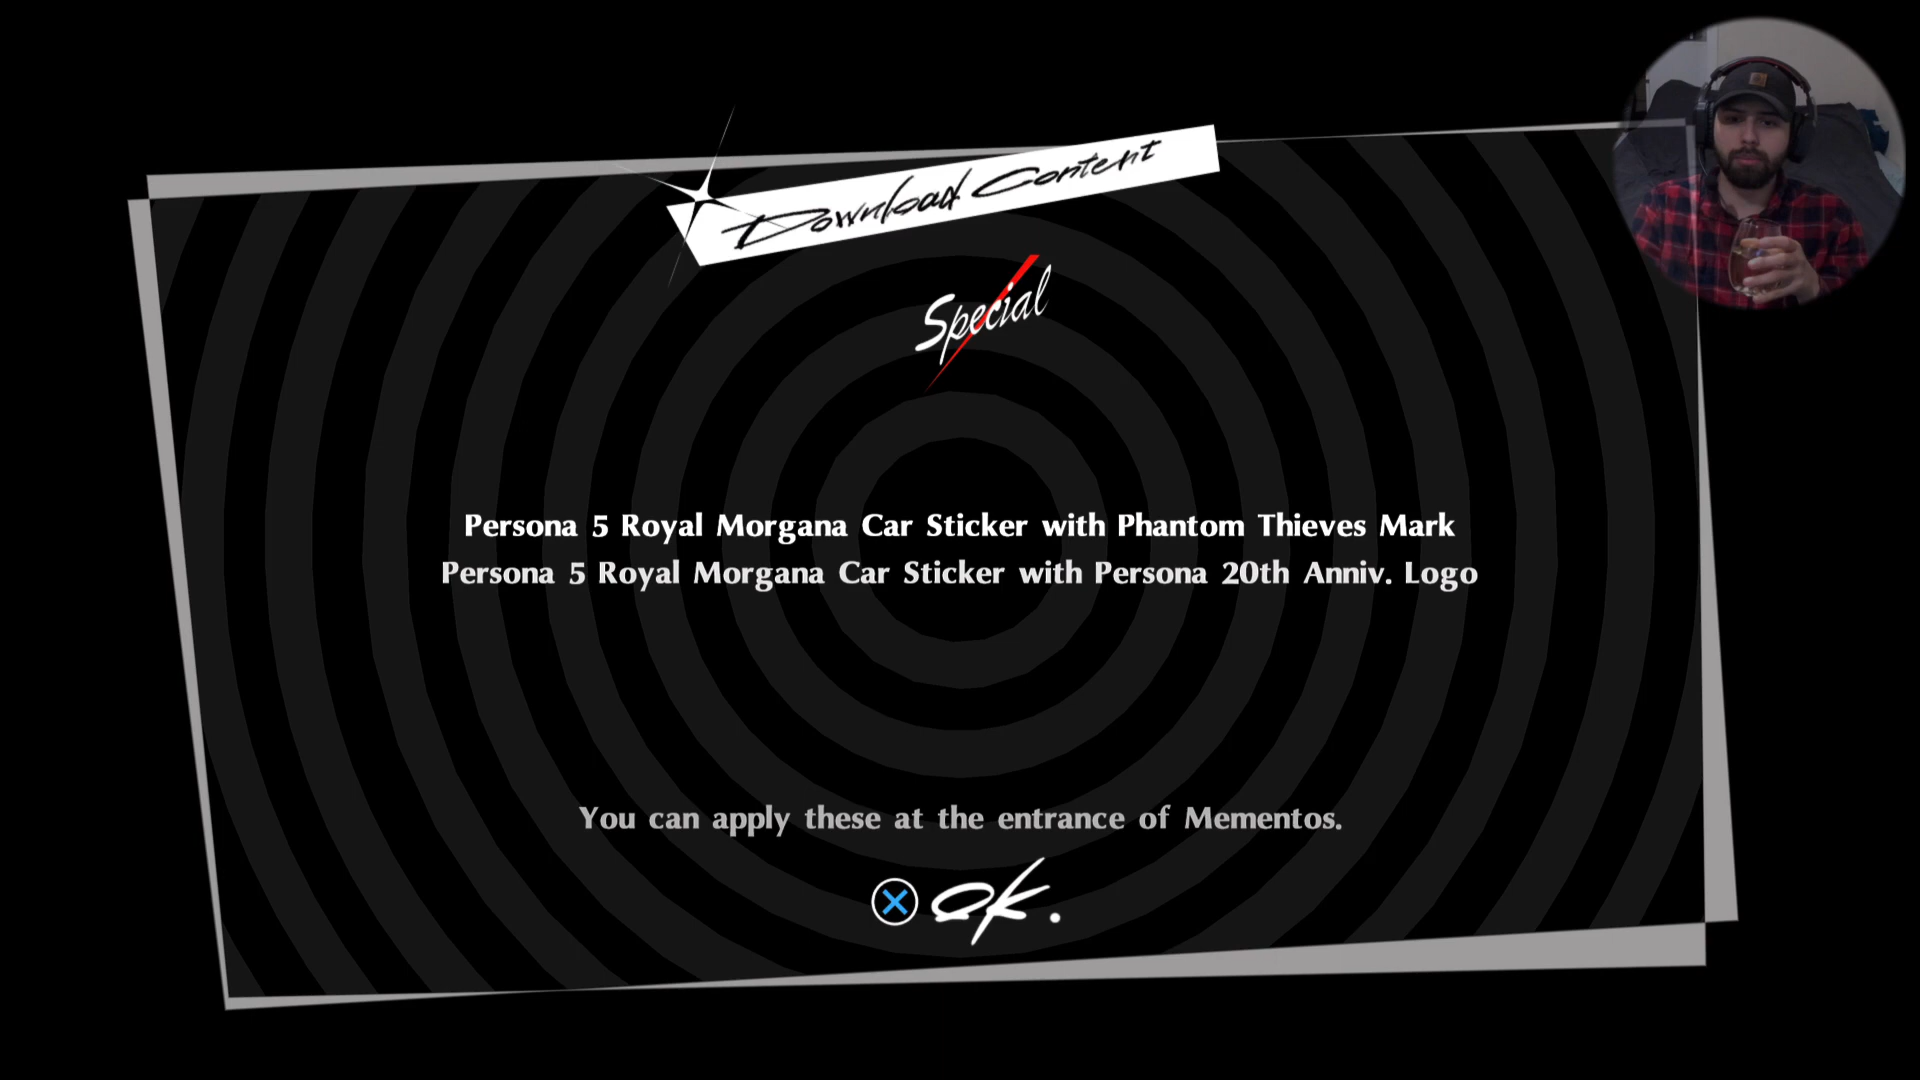 Download Content
Special
Persona 5 Royal Morgana Car Sticker with Phantom Thieves Mark
Persona 5 Royal Morgana Car Sticker with Persona 20th Anniv. Logo
You can apply these at the entrance of Mementos.
ok.